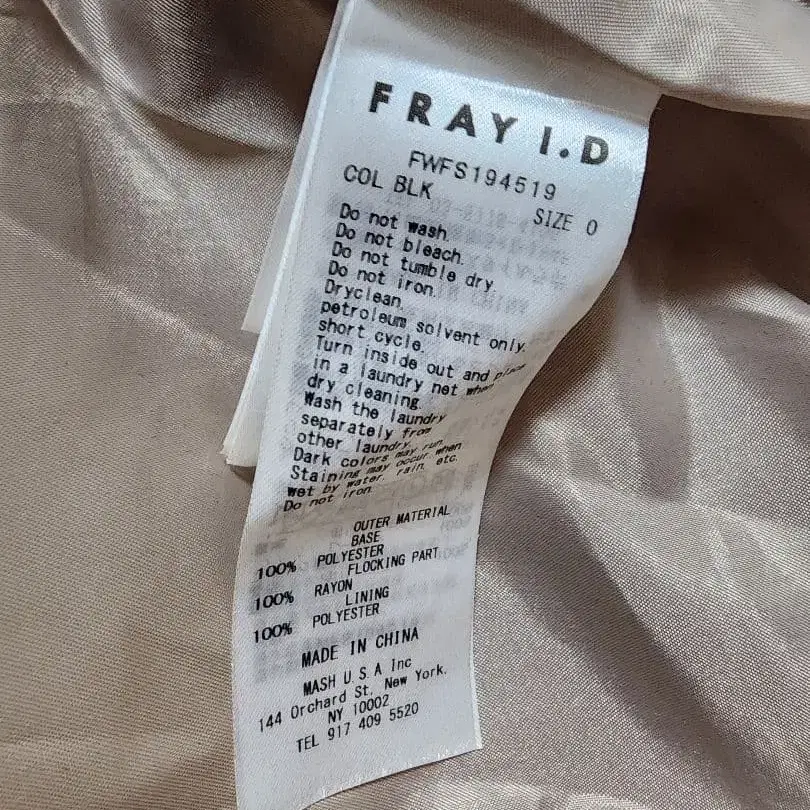 FRAY I.D
FWFS194519
COL BLK
SIZE 0
Do not wash.
Do not bleach.
Do not tumble dry.
Do not iron.
Dryclean.
petroleum solvent only.
short cycle.
Turn inside out and place
in a laundry net when
dry cleaning.
Wash the laundry
separately from
other laundry.
Dark colors may run.
Staining may occur when
wet by water, rain, etc.
Do not iron.
OUTER MATERIAL
BASE
100% POLYESTER
FLOCKING PART
100% RAYON
LINING
100% POLYESTER
MADE IN CHINA
MASH U.S.A Inc
144 Orchard St, New York.
NY 10002
TEL 917 409 5520